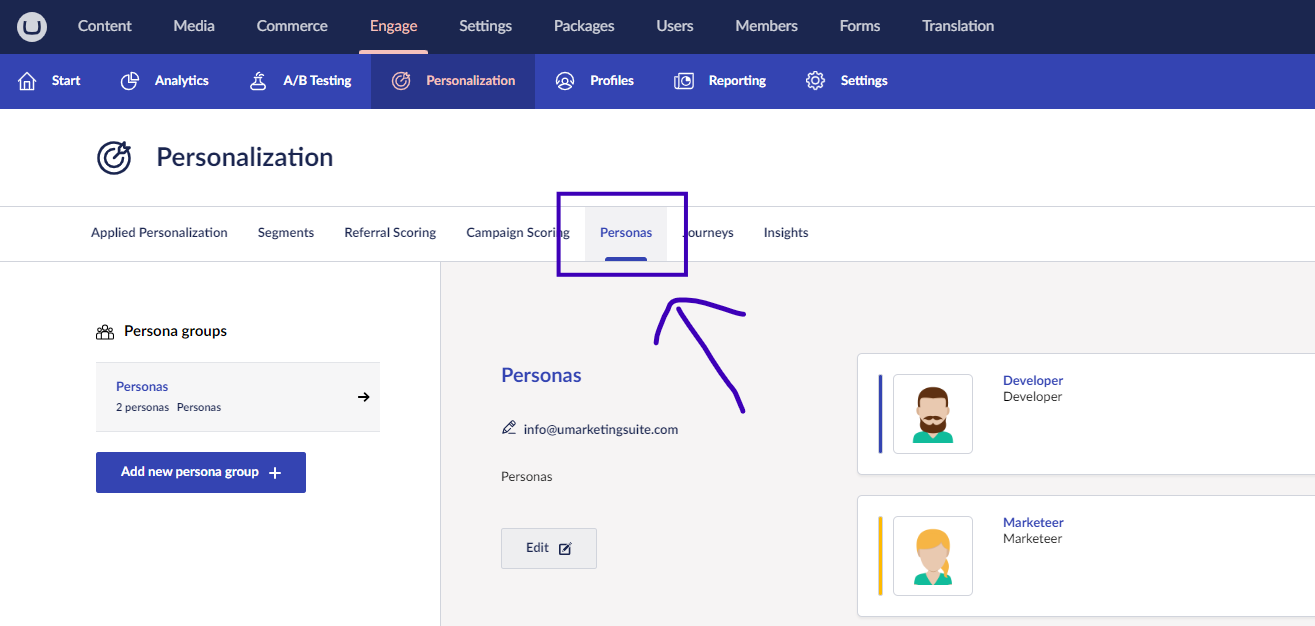 Content Media Commerce Engage Settings Packages Users Members Forms Translation
Start Analytics A/B Testing Personalization Profiles Reporting Settings
Personalization
Applied Personalization Segments Referral Scoring Campaign Scoring Personas Journeys Insights
Persona groups
Personas
2 personas Personas
Add new persona group +
Personas
info@umarketingsuite.com
Personas
Edit
Developer
Developer
Marketeer
Marketeer